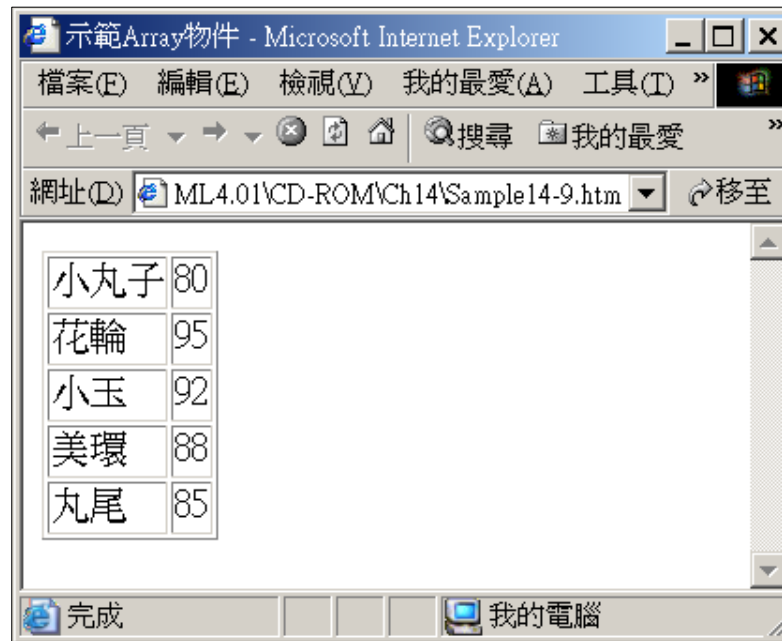 示範Array物件 - Microsoft Internet Explorer
檔案(F) 編輯(E) 檢視(V) 我的最愛(A) 工具(T) »
上一頁 搜尋 我的最愛 »
網址(D) ML4.01\CD-ROM\Ch14\Sample14-9.htm 移至
小丸子 80
花輪 95
小玉 92
美環 88
丸尾 85
完成 我的電腦